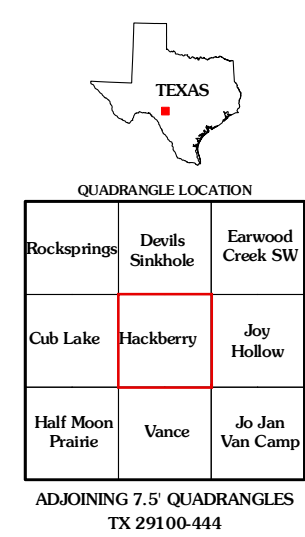 TEXAS
QUADRANGLE LOCATION
Rocksprings
Devils
Sinkhole
Earwood
Creek SW
Cub Lake
Hackberry
Joy
Hollow
Half Moon
Prairie
Vance
Jo Jan
Van Camp
ADJOINING 7.5' QUADRANGLES
TX 29100-444